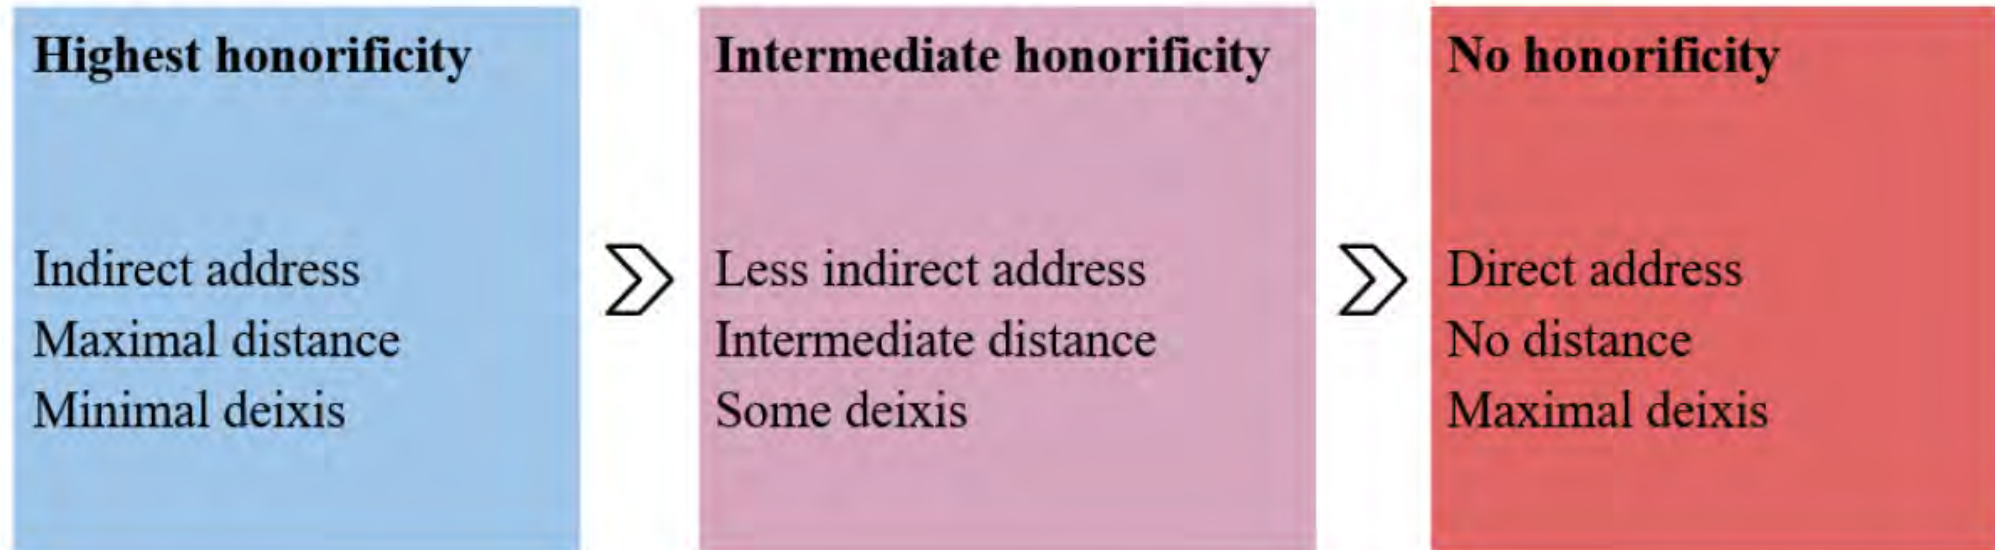 Highest honorificity
Indirect address
Maximal distance
Minimal deixis
Intermediate honorificity
Less indirect address
Intermediate distance
Some deixis
No honorificity
Direct address
No distance
Maximal deixis